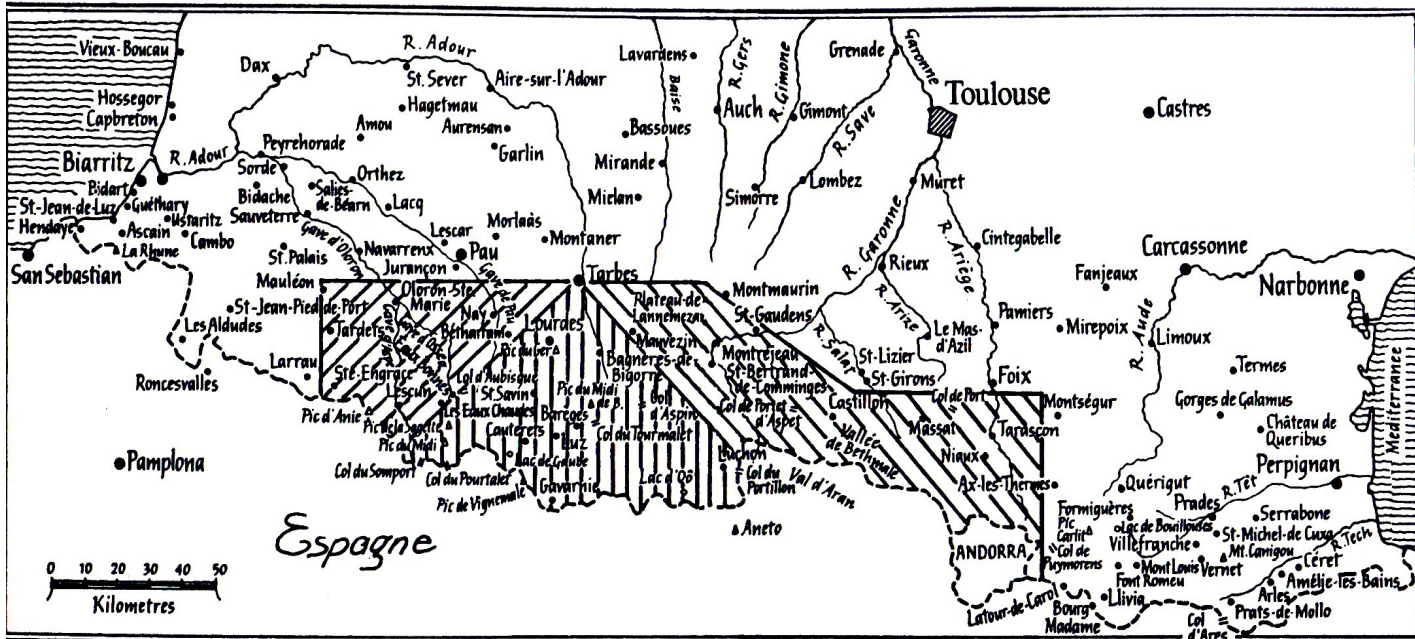 Vieux-Boucau
Hossegor
Capbreton
Biarritz
Bidart
St-Jean-de-Luz
Guéthary
Hendaye
Ustaritz
Ascain
Cambo
La Rhune
San Sebastian
Pamplona
Les Aldudes
Roncesvalles
St-Jean-Pied-de-Port
Larrau
Dax
R. Adour
R. Adour
St. Sever
Aire-sur-l'Adour
Hagetmau
Amou
Aurensan
Garlin
Peyrehorade
Sorde
Bidache
Salies-
de-Béarn
Orthez
Sauveterre
Lacq
Gave d'Oloron
Navarrenx
St. Palais
Lescar
Morlaàs
Pau
Montaner
Jurançon
Gave de Pau
Mauléon
Oloron-Ste
Marie
Tardets
Nay
Bétharram
Ste-Engrace
Lescun
Pic d'Anie
Tarbes
Lourdes
Pic du Jer
Col d'Aubisque
St. Savin
Les Eaux Chaudes
Cauterets
Barèges
Luz
Pic du Midi
Col du Somport
Col du Pourtalet
Lac de Gaube
Pic de Vignemale
Gavarnie
Bagnères-de-
Bigorre
Pic du Midi
de B.
Col
d'Aspin
Col du Tourmalet
Lac d'Oô
Luchon
Col du
Portillon
Lavardens
Baise
R. Gers
R. Gimone
Auch
Gimont
Bassoues
Mirande
Mielan
Simorre
Lombez
R. Save
Grenade
Garonne
Toulouse
Castres
Muret
R. Garonne
R. Ariège
Cintegabelle
Rieux
R. Arize
Plateau-de-
Lannemezan
Mauvezin
Montmaurin
St-Gaudens
Montréjeau
St-Bertrand-
de-Comminges
Col de Portet
d'Aspet
R. Salat
St-Lizier
St-Girons
Castillon
Vallée
de Bethmale
Val d'Aran
Aneto
Le Mas-
d'Azil
Pamiers
Mirepoix
Fanjeaux
Foix
Col de Port
Massat
Tarascon
Niaux
Ax-les-Thermes
Montségur
ANDORRA
Carcassonne
Narbonne
R. Aude
Limoux
Termes
Gorges de Galamus
Château de
Queribus
Perpignan
Mediterranee
Quérigut
R. Têt
Formiguères
Prades
Serrabone
Pic
Carlit
Lac de Bouillouses
St-Michel-de-Cuxa
Villefranche
Mt. Canigou
R. Tech
Col de
Puymorens
Mont Louis
Vernet
Céret
Font Romeu
Amélie-les-Bains
Llivia
Arles
Prats-de-Mollo
Latour-de-Carol
Bourg
Madame
Col
d'Ares
Espagne
0 10 20 30 40 50
Kilometres